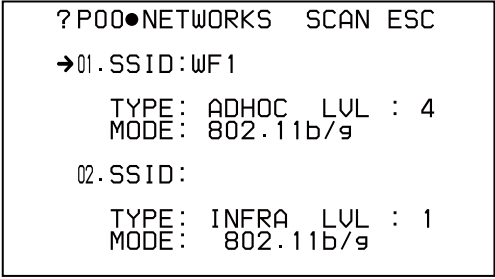 ?P00●NETWORKS SCAN ESC
→01.SSID:WF1
TYPE: ADHOC LVL : 4
MODE: 802.11b/g
02.SSID:
TYPE: INFRA LVL : 1
MODE: 802.11b/g